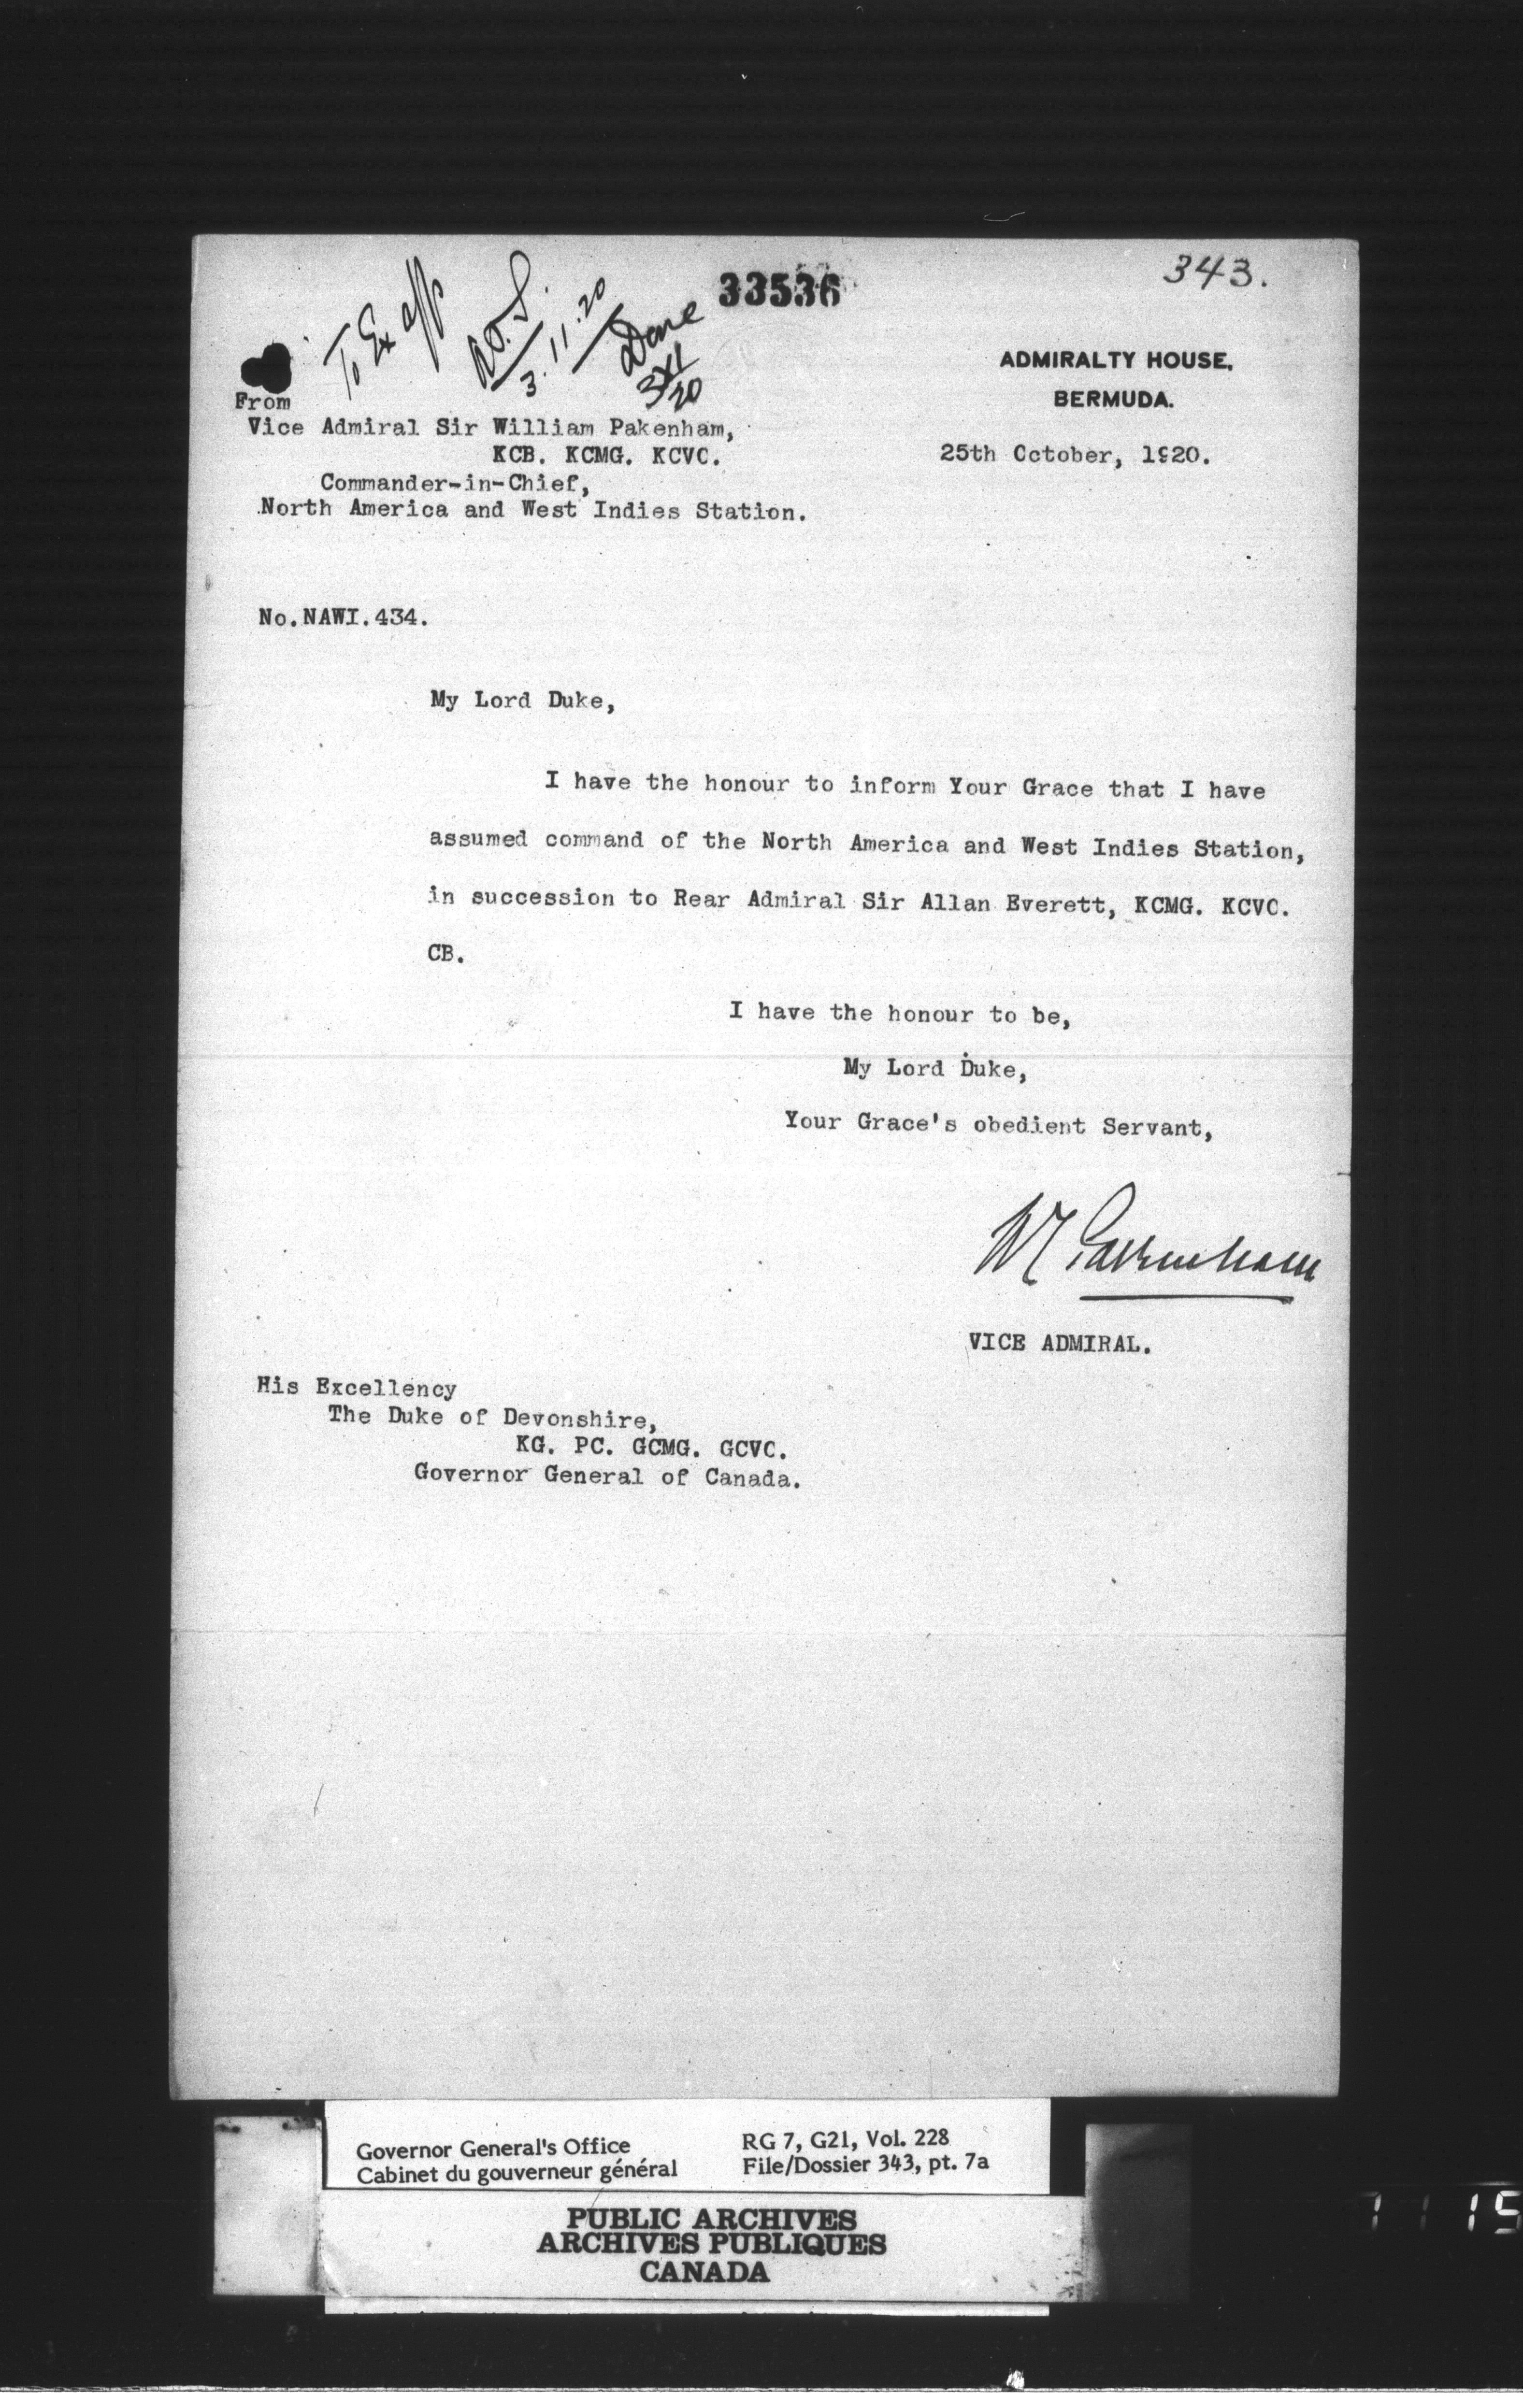 33536
343.
To Ex aff
3.11.20
Done
3/XI
20
ADMIRALTY HOUSE,
BERMUDA.
25th October, 1920.
From
Vice Admiral Sir William Pakenham,
KCB. KCMG. KCVO.
Commander-in-Chief,
North America and West Indies Station.
No.NAWI.434.
My Lord Duke,
I have the honour to inform Your Grace that I have
assumed command of the North America and West Indies Station,
in succession to Rear Admiral Sir Allan Everett, KCMG. KCVO.
CB.
I have the honour to be,
My Lord Duke,
Your Grace's obedient Servant,
W Pakenham
VICE ADMIRAL.
His Excellency
The Duke of Devonshire,
KG. PC. GCMG. GCVO.
Governor General of Canada.
Governor General's Office
Cabinet du gouverneur général
RG 7, G21, Vol. 228
File/Dossier 343, pt. 7a
PUBLIC ARCHIVES
ARCHIVES PUBLIQUES
CANADA